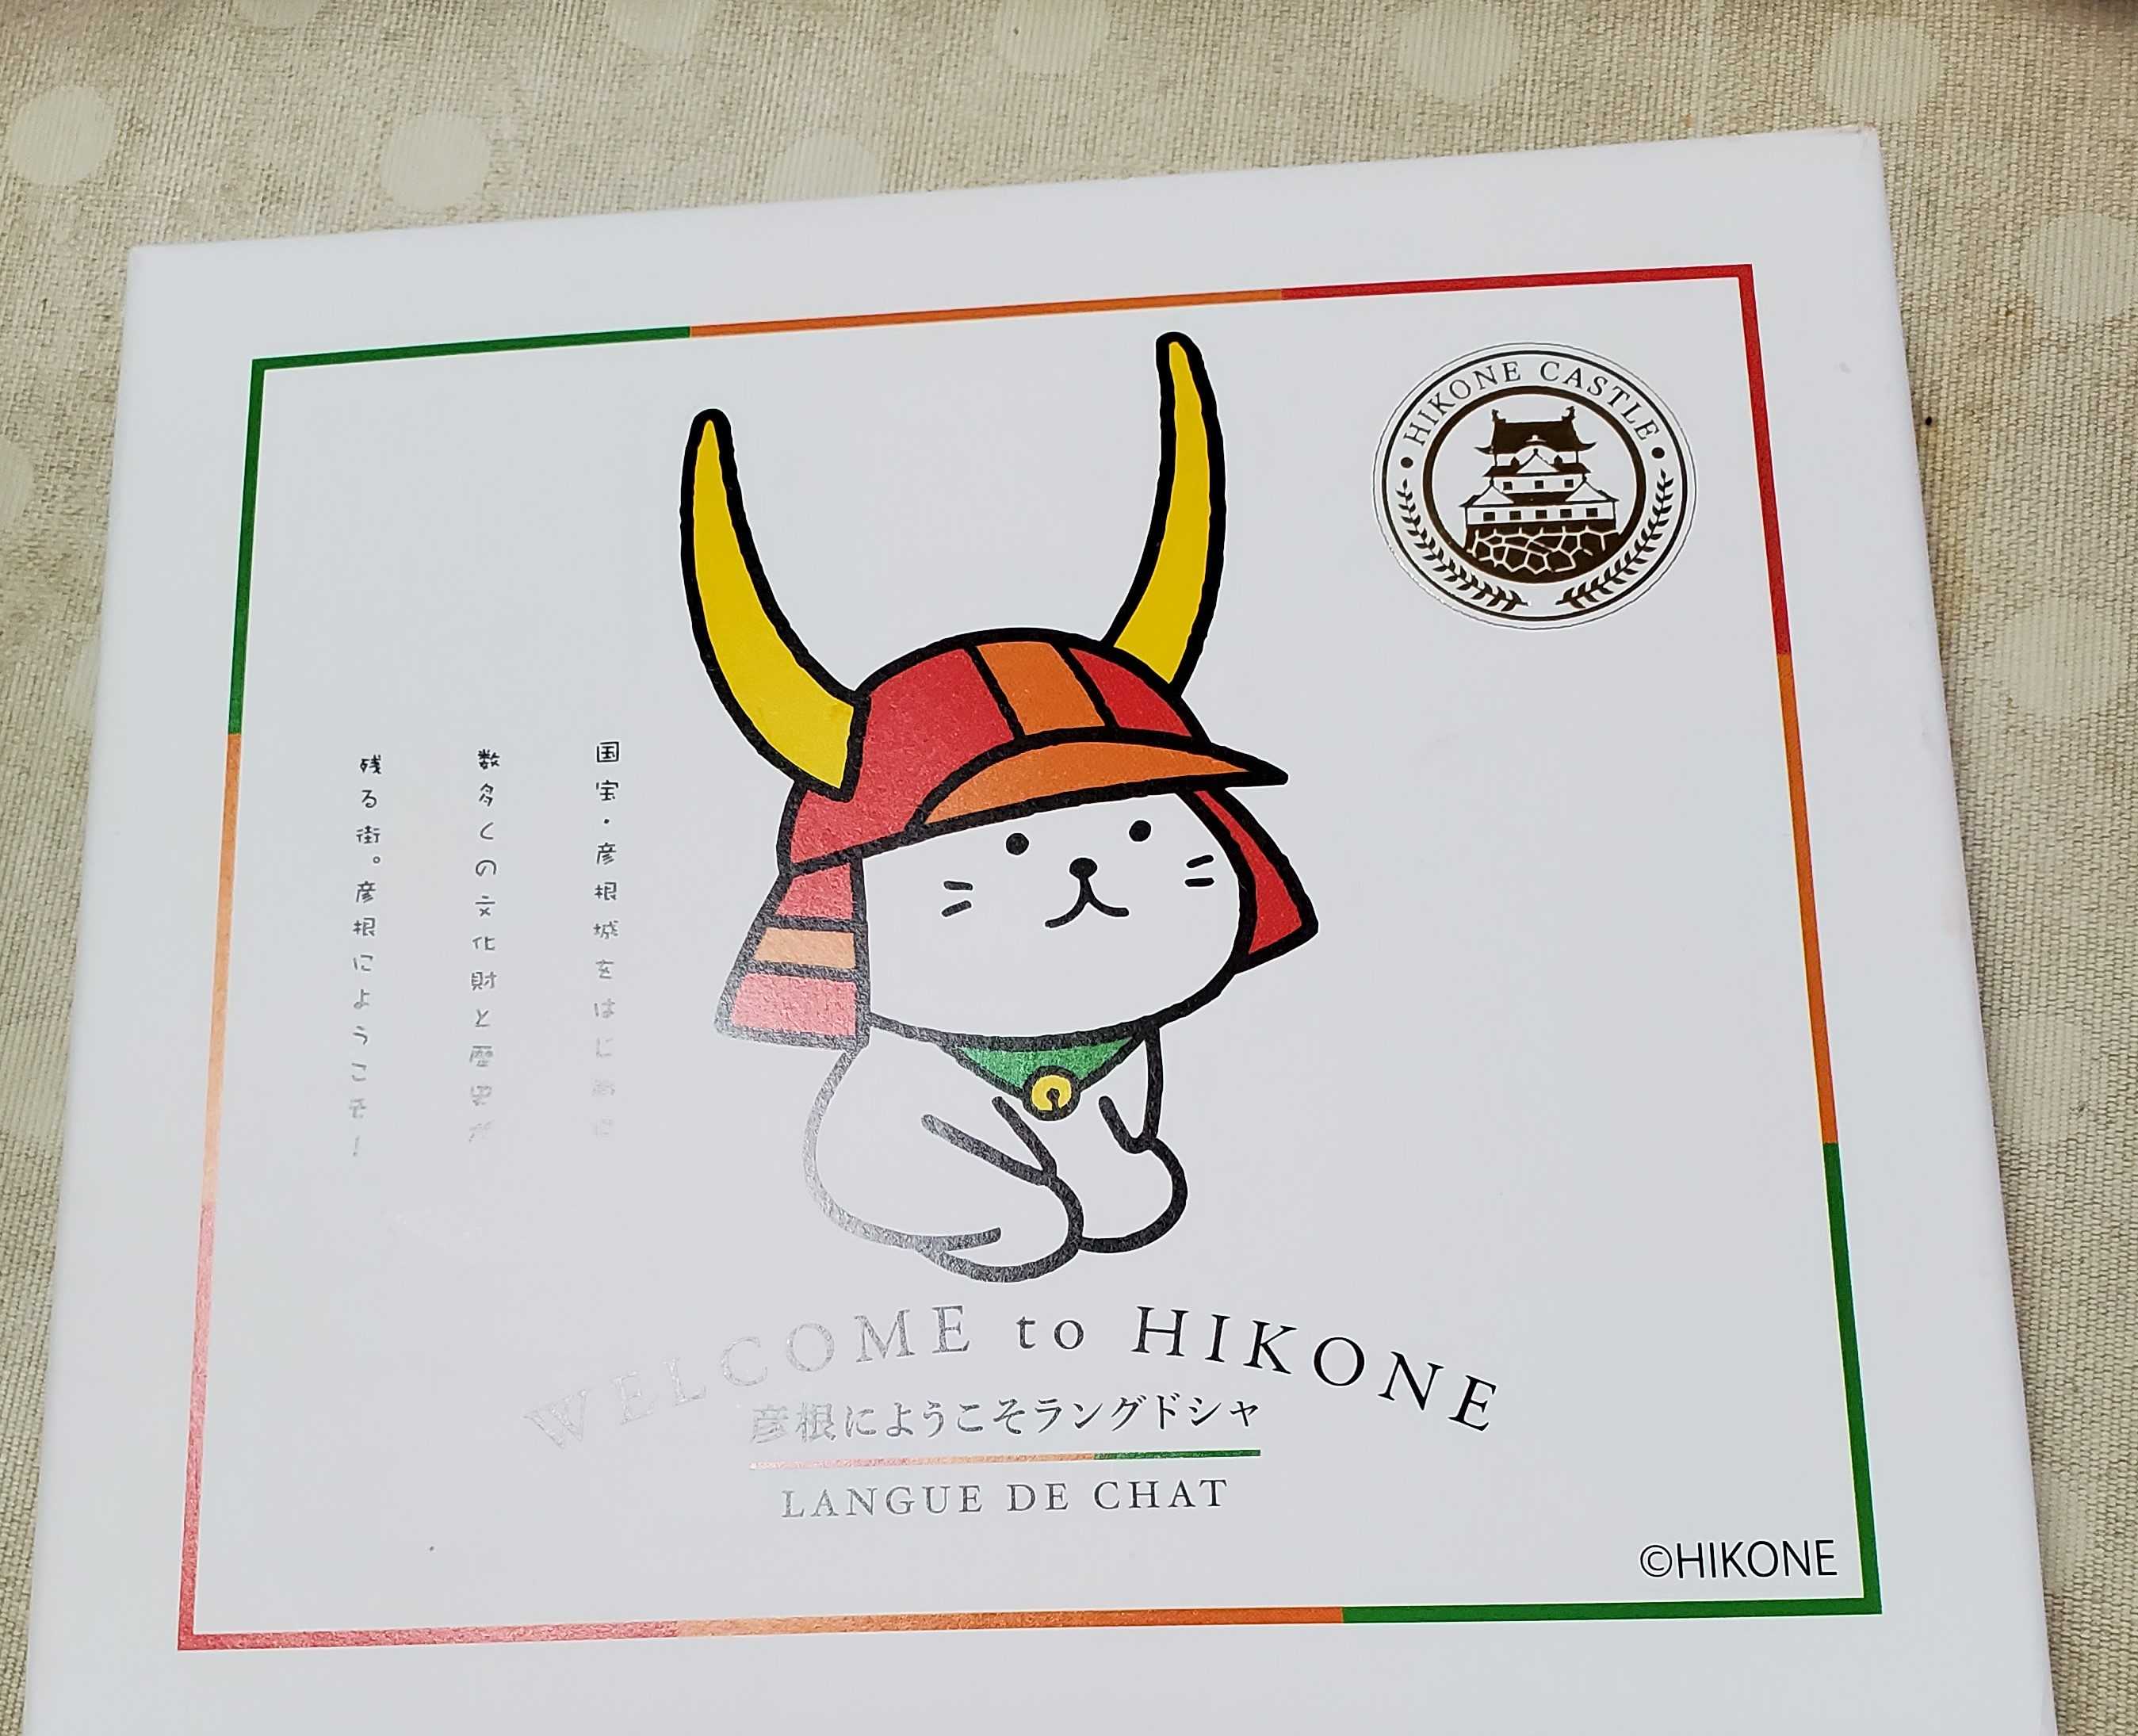 HIKONE CASTLE
国宝・彦根城をはじめに
数多くの文化財と歴史が
残る街。彦根にようこそ！
WELCOME to HIKONE
彦根にようこそラングドシャ
LANGUE DE CHAT
©HIKONE